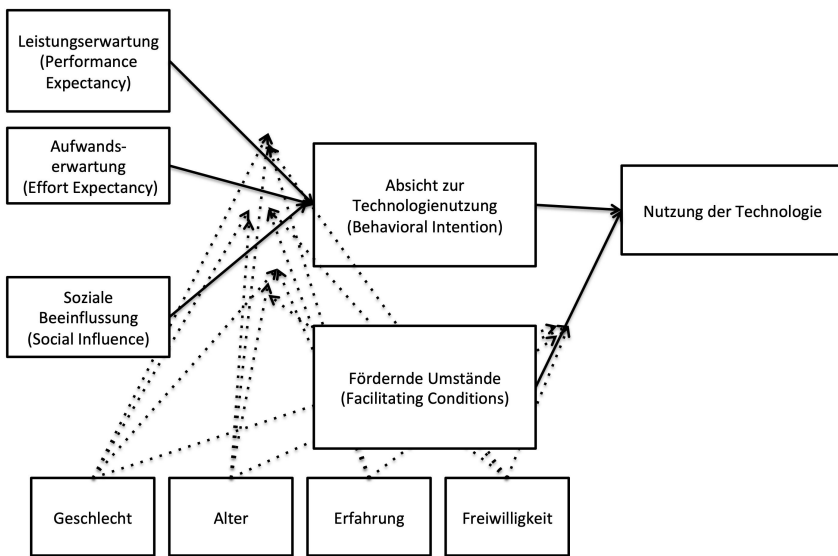 Leistungserwartung
(Performance
Expectancy)
Aufwands-
erwartung
(Effort Expectancy)
Soziale
Beeinflussung
(Social Influence)
Absicht zur
Technologienutzung
(Behavioral Intention)
Nutzung der Technologie
Fördernde Umstände
(Facilitating Conditions)
Geschlecht
Alter
Erfahrung
Freiwilligkeit